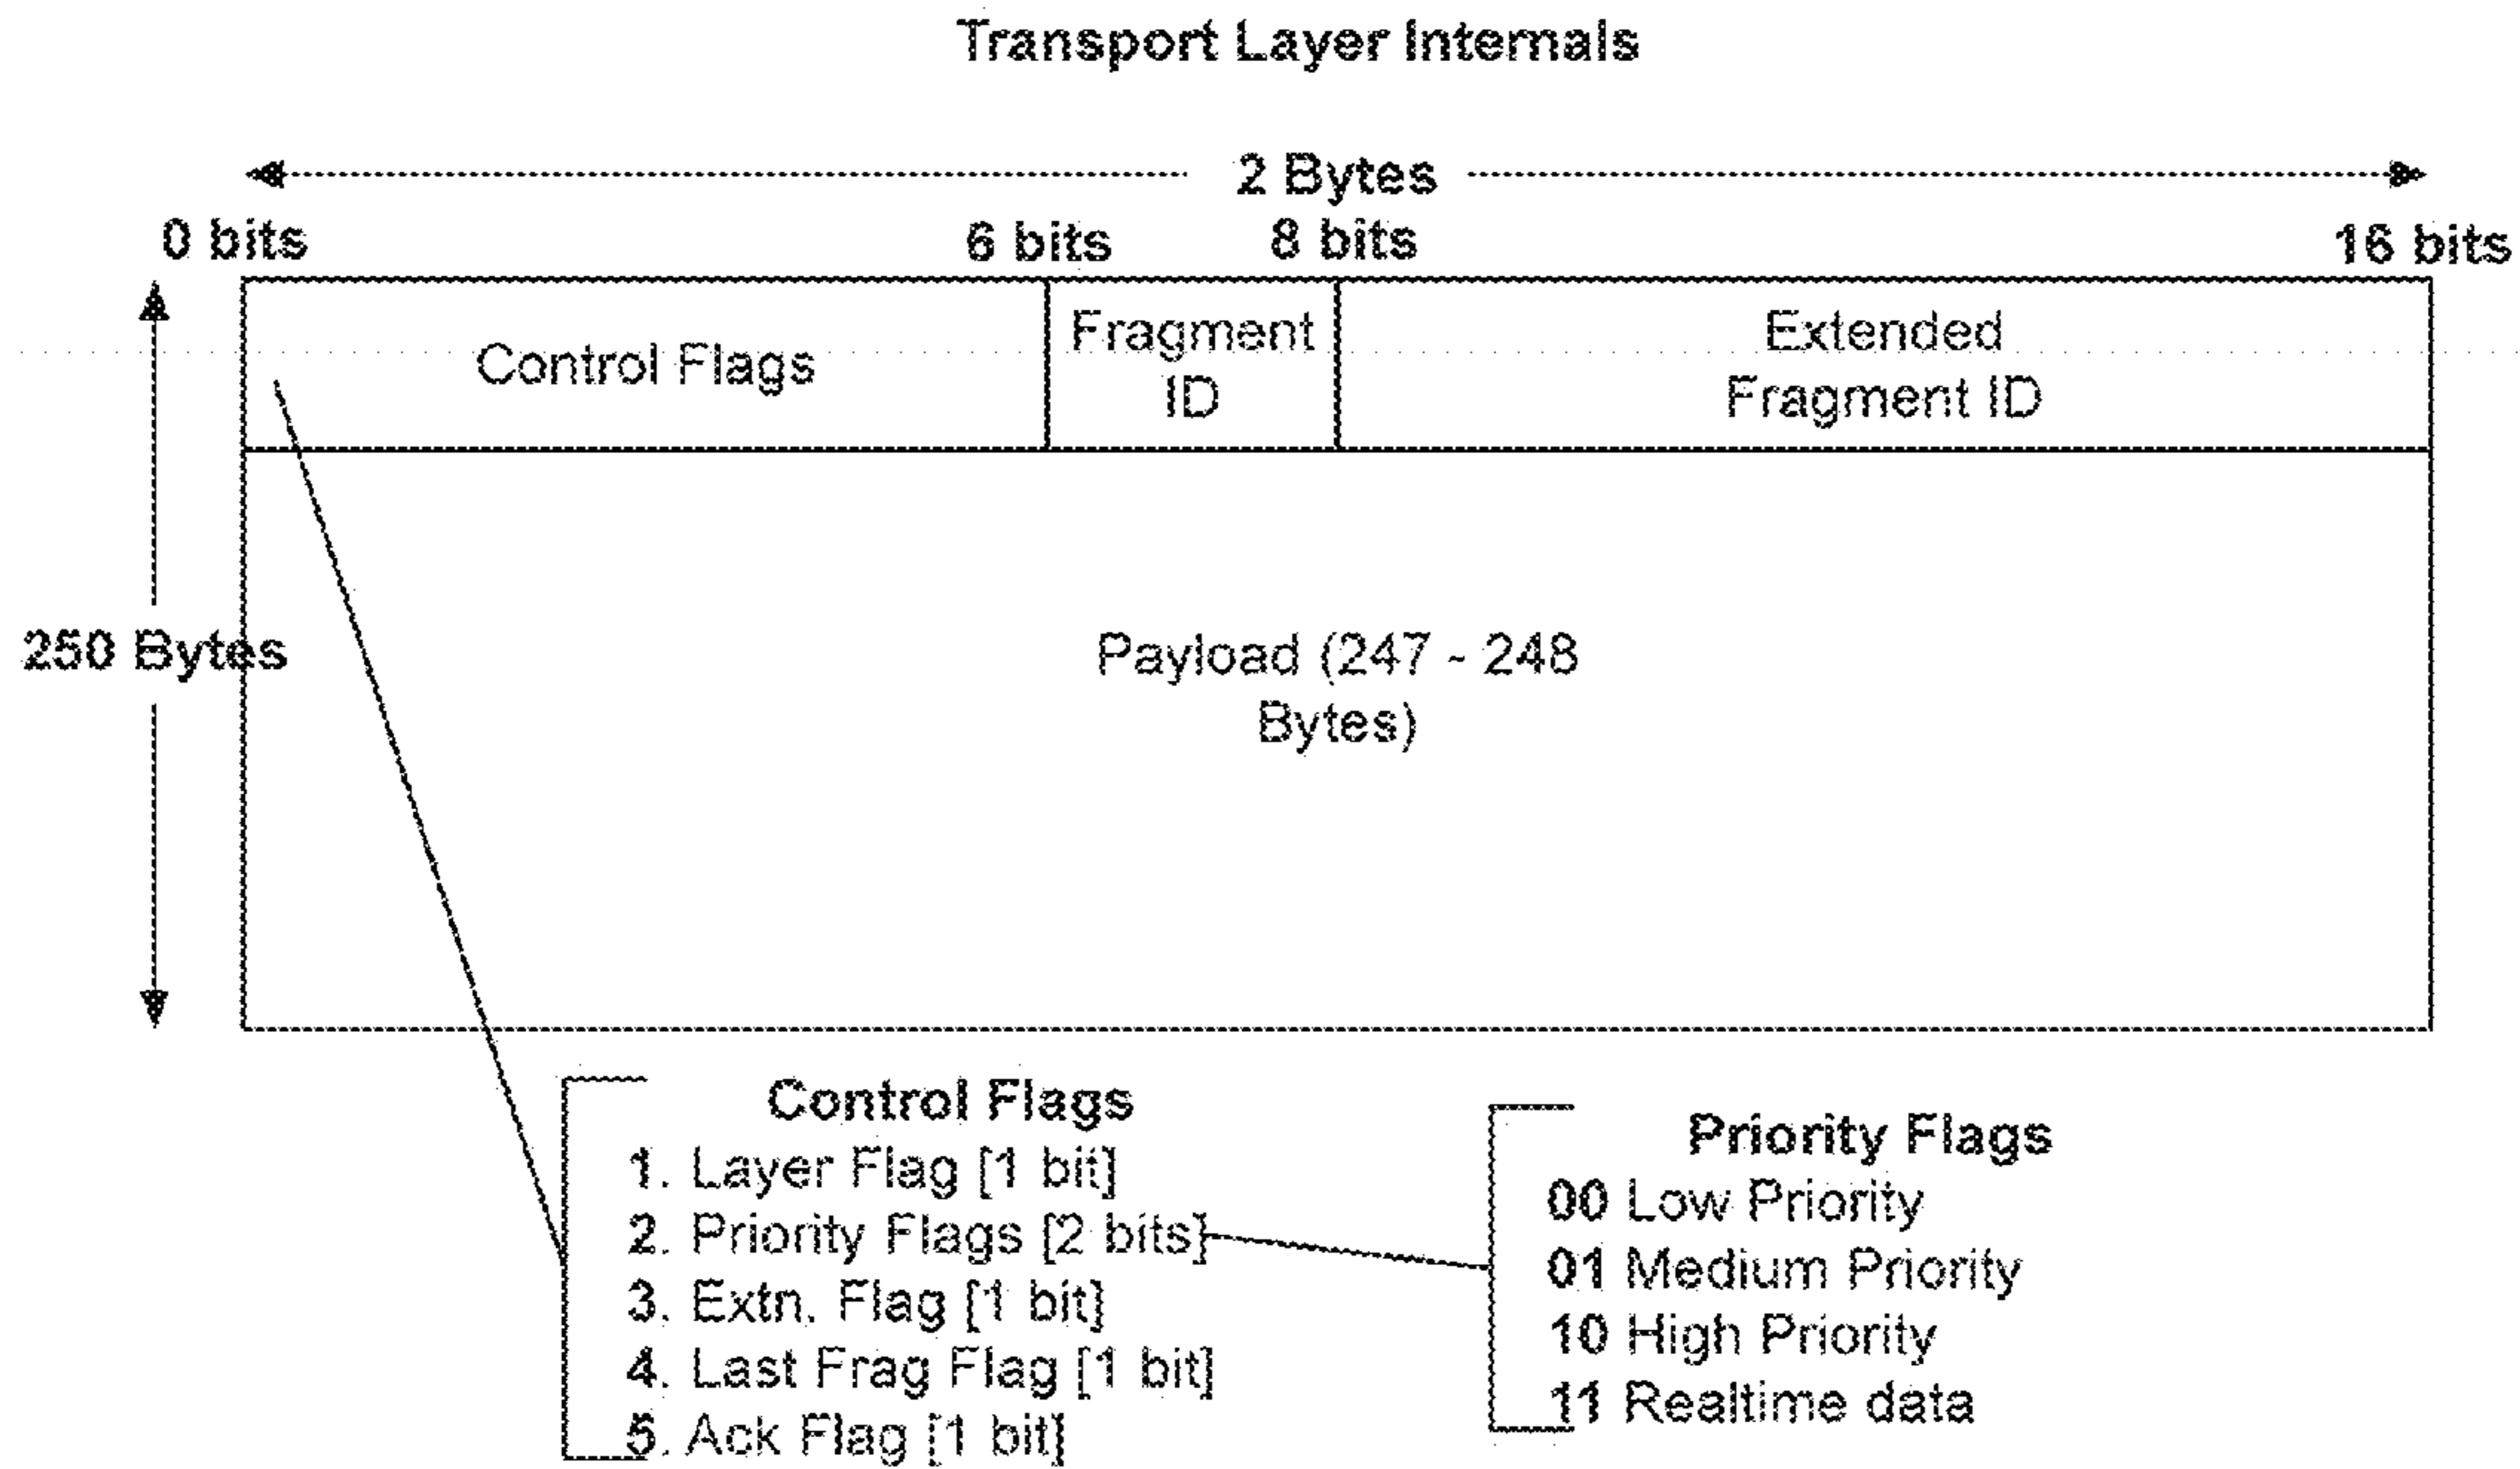 Transport Layer Internals
2 Bytes
0 bits 6 bits 8 bits 16 bits
Control Flags
Fragment
ID
Extended
Fragment ID
250 Bytes
Payload (247 - 248
Bytes)
Control Flags
1. Layer Flag [1 bit]
2. Priority Flags [2 bits]
3. Extn. Flag [1 bit]
4. Last Frag Flag [1 bit]
5. Ack Flag [1 bit]
Priority Flags
00 Low Priority
01 Medium Priority
10 High Priority
11 Realtime data